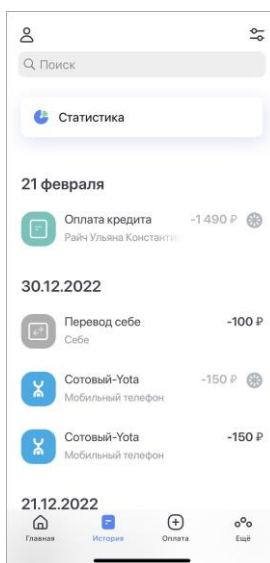 Поиск
Статистика
21 февраля
Оплата кредита -1 490 ₽
Райч Ульяна Константин
30.12.2022
Перевод себе -100 ₽
Себе
Сотовый-Yota -150 ₽
Мобильный телефон
Сотовый-Yota -150 ₽
Мобильный телефон
21.12.2022
Главная История Оплата Ещё